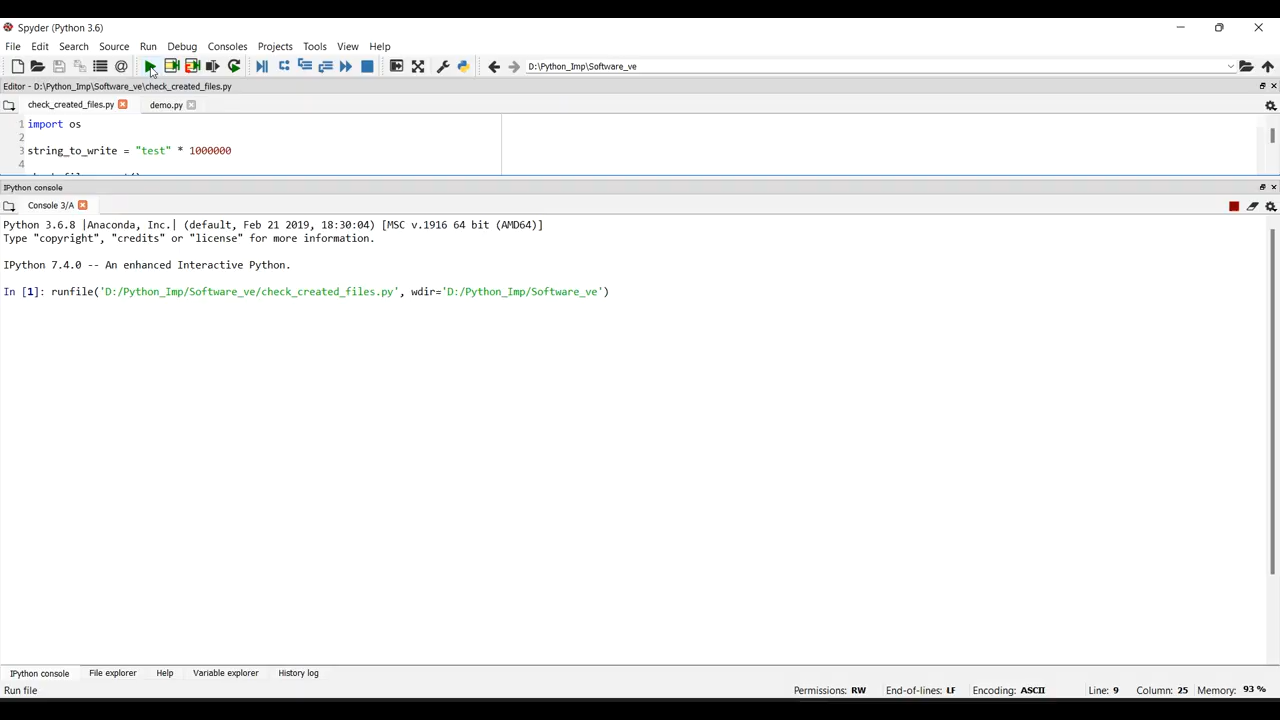 Spyder (Python 3.6)
File Edit Search Source Run Debug Consoles Projects Tools View Help
D:\Python_Imp\Software_ve
Editor - D:\Python_Imp\Software_ve\check_created_files.py
check_created_files.py demo.py
1 import os
2
3 string_to_write = "test" * 1000000
4
IPython console
Console 3/A
Python 3.6.8 |Anaconda, Inc.| (default, Feb 21 2019, 18:30:04) [MSC v.1916 64 bit (AMD64)]
Type "copyright", "credits" or "license" for more information.
IPython 7.4.0 -- An enhanced Interactive Python.
In [1]: runfile('D:/Python_Imp/Software_ve/check_created_files.py', wdir='D:/Python_Imp/Software_ve')
IPython console File explorer Help Variable explorer History log
Run file Permissions: RW End-of-lines: LF Encoding: ASCII Line: 9 Column: 25 Memory: 93 %